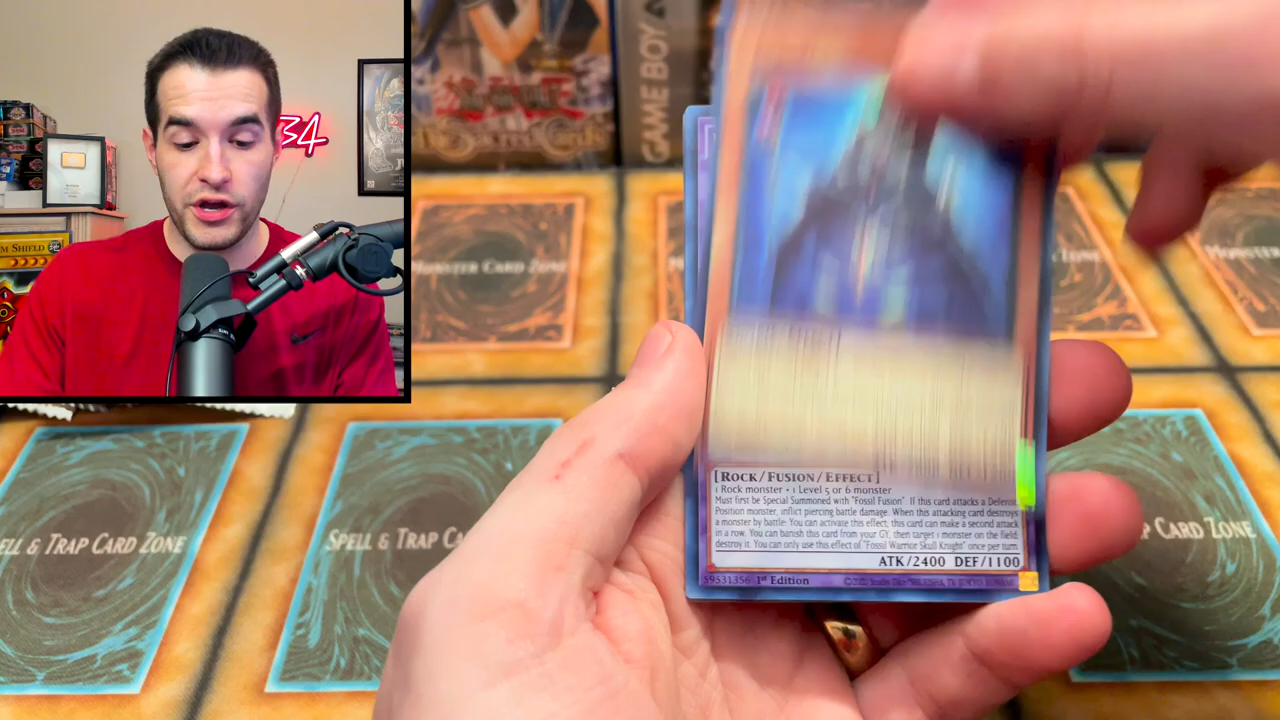 34
M SHIELD
GAME BOY
MONSTER CARD ZONE
ELL & TRAP CARD ZONE
SPELL & TRAP CA
P CARD ZONE
[ROCK/FUSION/EFFECT]
1 Rock monster + 1 Level 5 or 6 monster
Must first be Special Summoned with "Fossil Fusion". If this card attacks a Defense
Position monster, inflict piercing battle damage. When this attacking card destroys
a monster by battle: You can activate this effect; this card can make a second attack
in a row. You can banish this card from your GY, then target 1 monster on the field;
destroy it. You can only use this effect of "Fossil Warrior Skull Knight" once per turn.
ATK/2400 DEF/1100
59531356 1st Edition